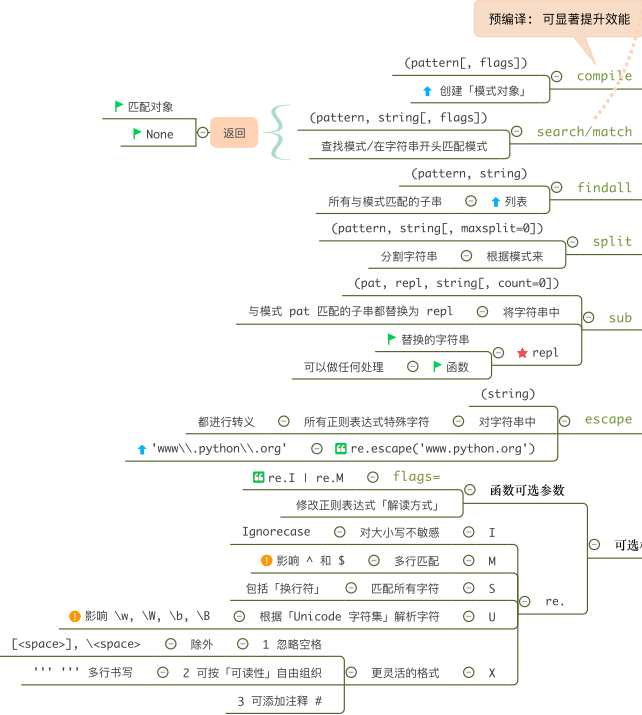 预编译: 可显著提升效能
(pattern[, flags])
compile
创建「模式对象」
匹配对象
None
返回
(pattern, string[, flags])
search/match
查找模式/在字符串开头匹配模式
(pattern, string)
findall
所有与模式匹配的子串 列表
(pattern, string[, maxsplit=0])
split
分割字符串 根据模式来
(pat, repl, string[, count=0])
sub
与模式 pat 匹配的子串都替换为 repl 将字符串中
替换的字符串
repl
可以做任何处理 函数
(string)
escape
都进行转义 所有正则表达式特殊字符 对字符串中
'www\\.python\\.org' re.escape('www.python.org')
re.I | re.M flags=
函数可选参数
修改正则表达式「解读方式」
Ignorecase 对大小写不敏感 I
影响 ^ 和 $ 多行匹配 M
包括「换行符」 匹配所有字符 S
re.
影响 \w, \W, \b, \B 根据「Unicode 字符集」解析字符 U
[<space>], \<space> 除外 1 忽略空格
''' ''' 多行书写 2 可按「可读性」自由组织 更灵活的格式 X
3 可添加注释 #